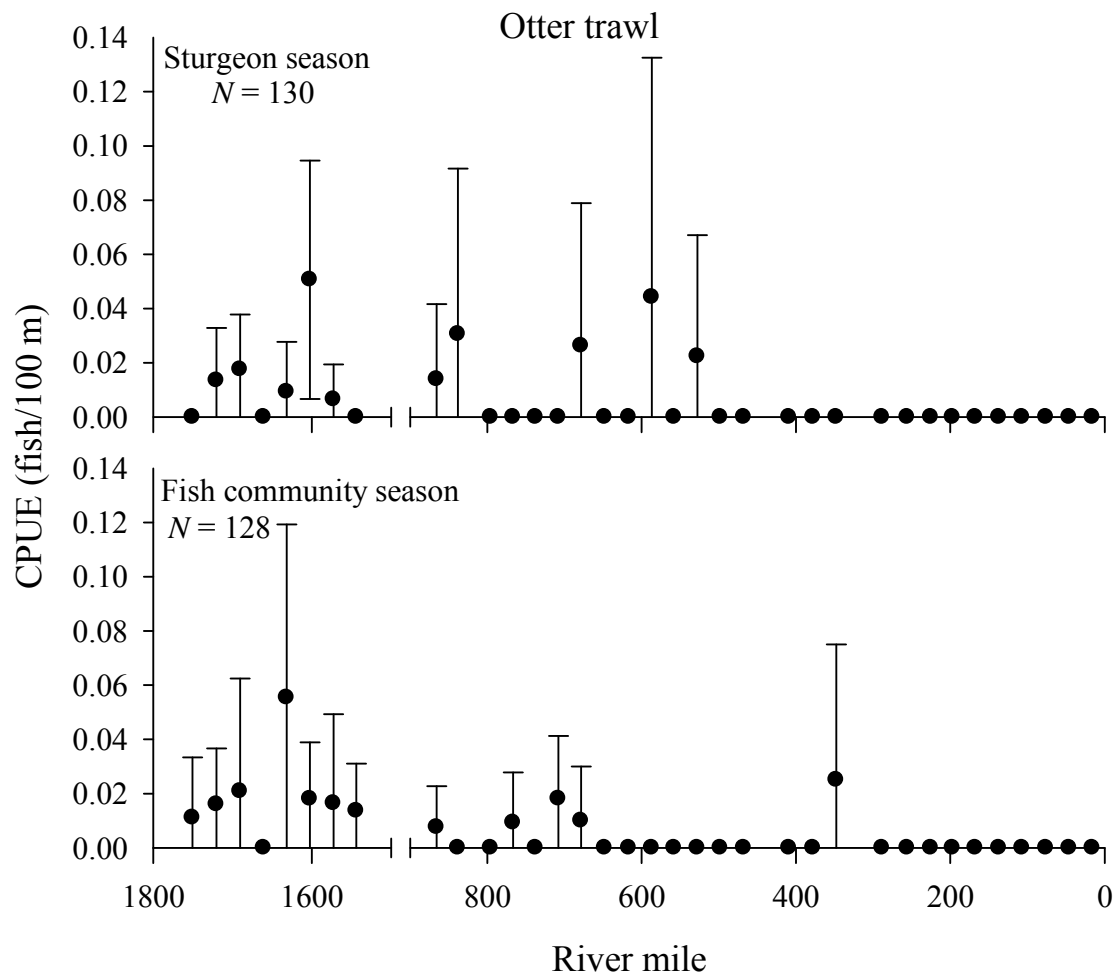 Otter trawl
0.14
Sturgeon season
N = 130
0.12
0.10
0.08
0.06
0.04
0.02
0.00
CPUE (fish/100 m)
0.14
Fish community season
N = 128
0.12
0.10
0.08
0.06
0.04
0.02
0.00
1800 1600 800 600 400 200 0
River mile